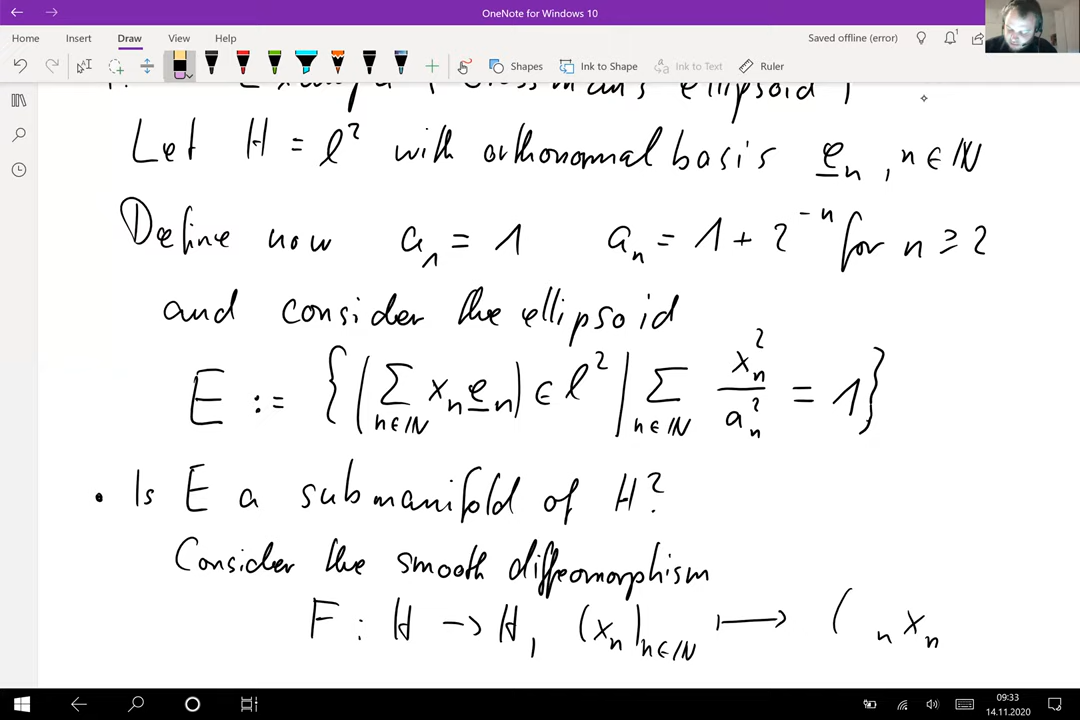 OneNote for Windows 10
Home Insert Draw View Help
Saved offline (error)
Shapes Ink to Shape Ink to Text Ruler
ellipsoid)
Let H = l² with orthonormal basis e_n , n ∈ ℕ
Define now a_1 = 1 a_n = 1 + 2^{-n} for n ≥ 2
and consider the ellipsoid
E := { (∑_{n∈ℕ} x_n e_n) ∈ l² | ∑_{n∈ℕ} x_n²/a_n² = 1 }
• Is E a submanifold of H?
Consider the smooth diffeomorphism
F : H → H, (x_n)_{n∈ℕ} ⟼ ( _n x_n
09:33
14.11.2020